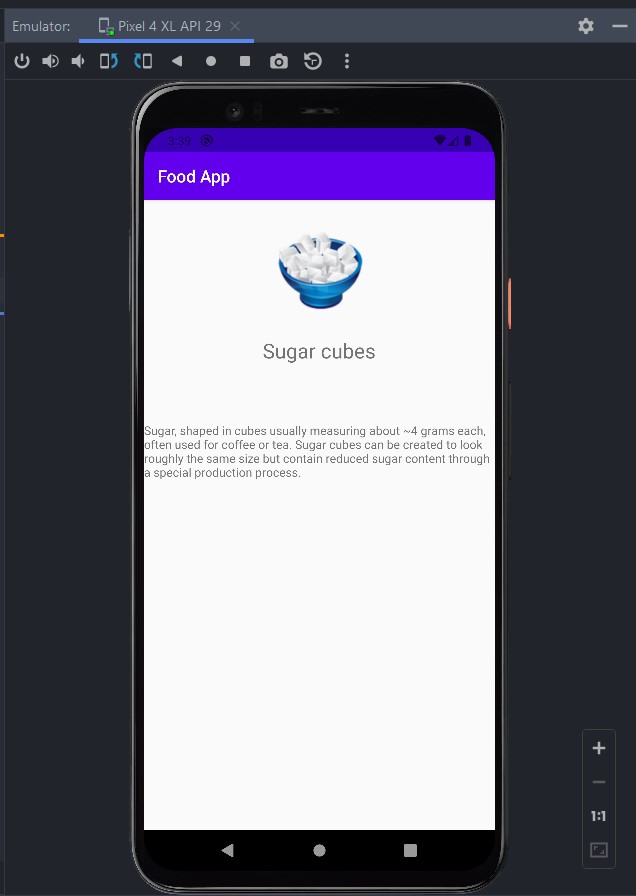 Emulator: Pixel 4 XL API 29
3:39
Food App
Sugar cubes
Sugar, shaped in cubes usually measuring about ~4 grams each,
often used for coffee or tea. Sugar cubes can be created to look
roughly the same size but contain reduced sugar content through
a special production process.
1:1